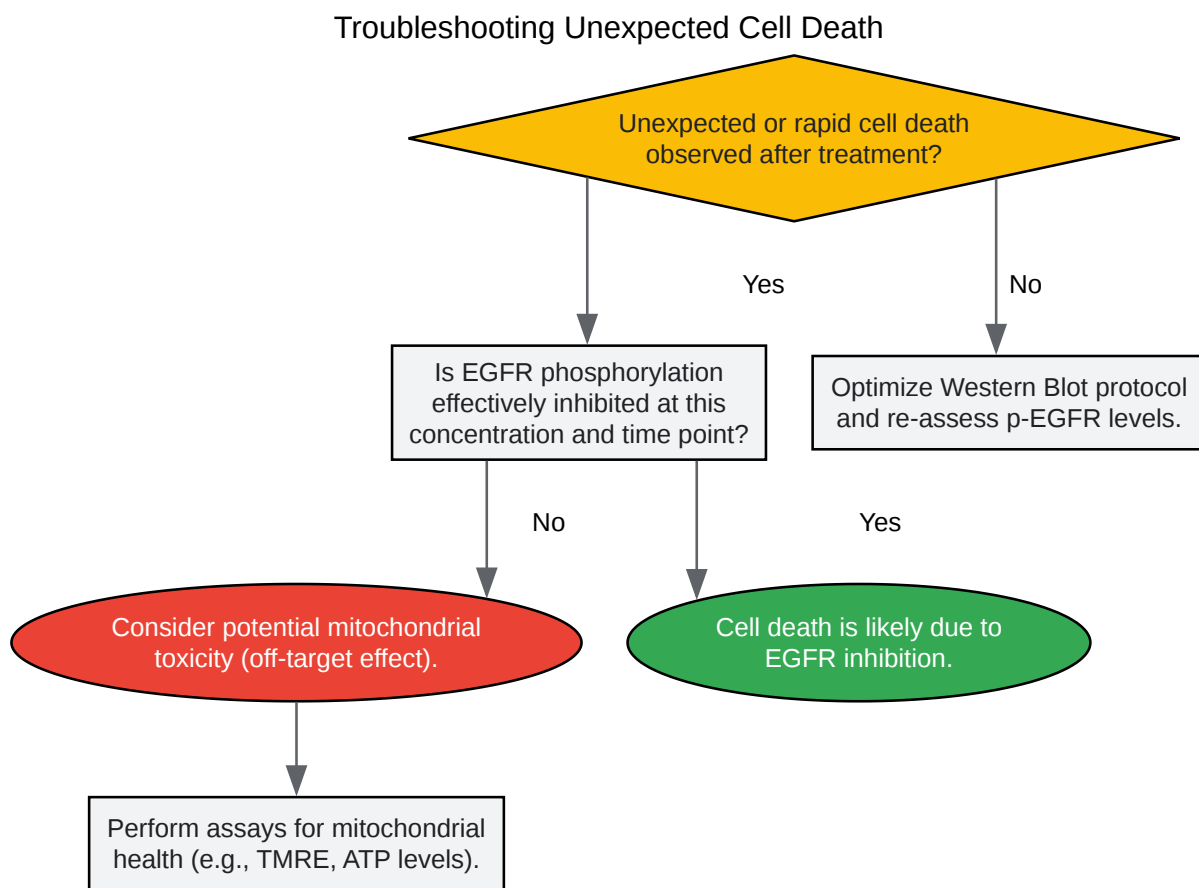 Troubleshooting Unexpected Cell Death
Unexpected or rapid cell death
observed after treatment?
Yes
No
Is EGFR phosphorylation
effectively inhibited at this
concentration and time point?
Optimize Western Blot protocol
and re-assess p-EGFR levels.
No
Yes
Consider potential mitochondrial
toxicity (off-target effect).
Cell death is likely due to
EGFR inhibition.
Perform assays for mitochondrial
health (e.g., TMRE, ATP levels).